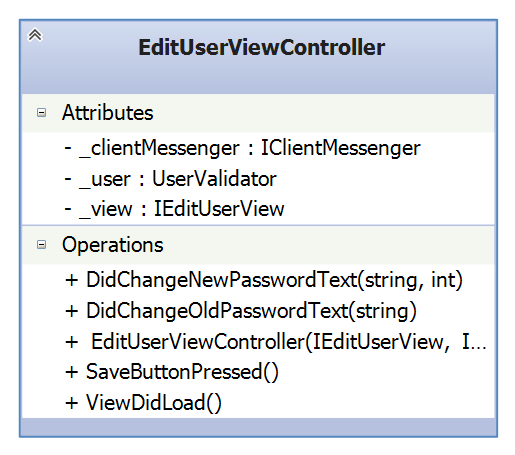 EditUserViewController
Attributes
- _clientMessenger : IClientMessenger
- _user : UserValidator
- _view : IEditUserView
Operations
+ DidChangeNewPasswordText(string, int)
+ DidChangeOldPasswordText(string)
+ EditUserViewController(IEditUserView, I...
+ SaveButtonPressed()
+ ViewDidLoad()